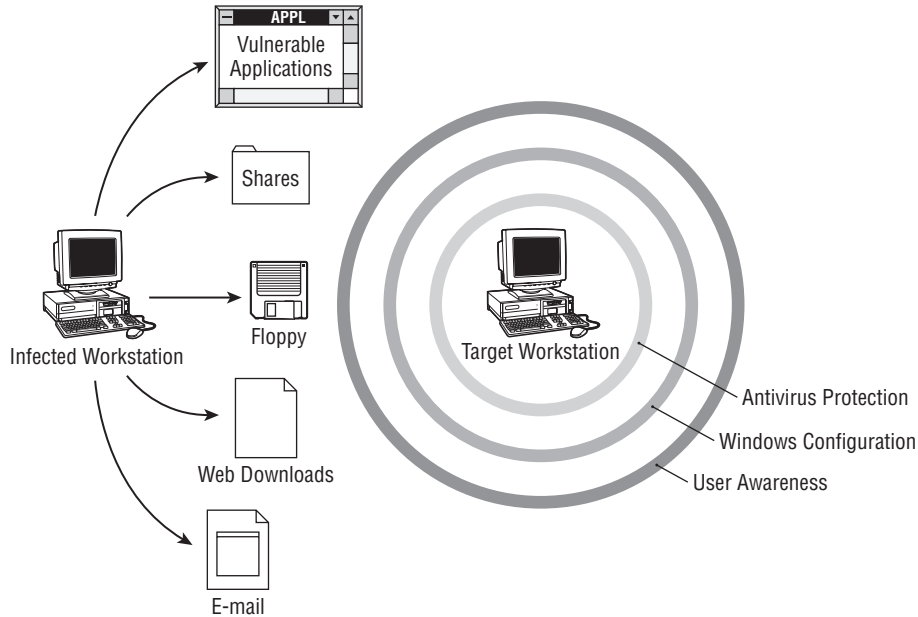 APPL
Vulnerable
Applications
Shares
Infected Workstation
Floppy
Target Workstation
Web Downloads
Antivirus Protection
Windows Configuration
User Awareness
E-mail